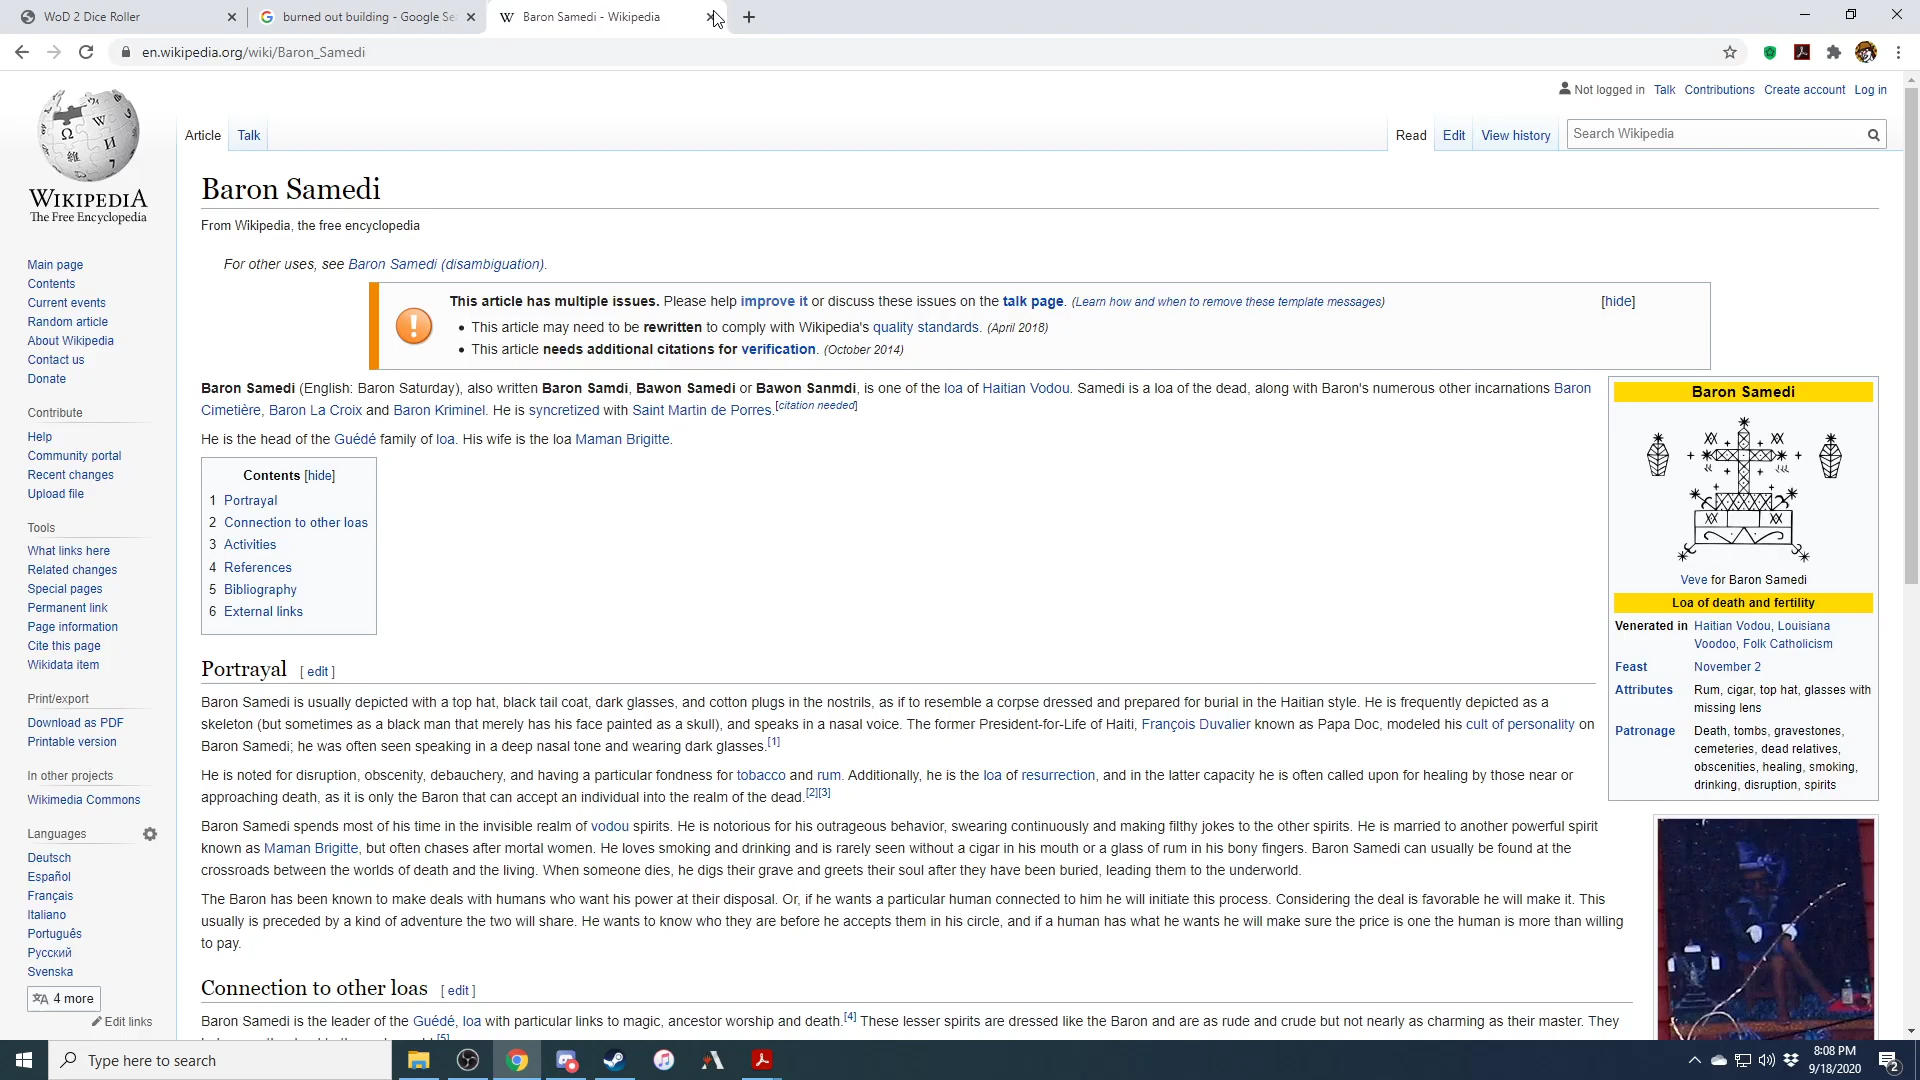 WoD 2 Dice Roller
burned out building - Google Se
Baron Samedi - Wikipedia
en.wikipedia.org/wiki/Baron_Samedi
Not logged in Talk Contributions Create account Log in
Article Talk
Read Edit View history
Search Wikipedia
WIKIPEDIA
The Free Encyclopedia
Main page
Contents
Current events
Random article
About Wikipedia
Contact us
Donate
Contribute
Help
Community portal
Recent changes
Upload file
Tools
What links here
Related changes
Special pages
Permanent link
Page information
Cite this page
Wikidata item
Print/export
Download as PDF
Printable version
In other projects
Wikimedia Commons
Languages
Deutsch
Español
Français
Italiano
Português
Русский
Svenska
4 more
Edit links
Baron Samedi
From Wikipedia, the free encyclopedia
For other uses, see Baron Samedi (disambiguation).
This article has multiple issues. Please help improve it or discuss these issues on the talk page. (Learn how and when to remove these template messages)
[hide]
• This article may need to be rewritten to comply with Wikipedia's quality standards. (April 2018)
• This article needs additional citations for verification. (October 2014)
Baron Samedi (English: Baron Saturday), also written Baron Samdi, Bawon Samedi or Bawon Sanmdi, is one of the loa of Haitian Vodou. Samedi is a loa of the dead, along with Baron's numerous other incarnations Baron
Cimetière, Baron La Croix and Baron Kriminel. He is syncretized with Saint Martin de Porres.[citation needed]
He is the head of the Guédé family of loa. His wife is the loa Maman Brigitte.
Contents [hide]
1 Portrayal
2 Connection to other loas
3 Activities
4 References
5 Bibliography
6 External links
Baron Samedi
Veve for Baron Samedi
Loa of death and fertility
Venerated in Haitian Vodou, Louisiana
Voodoo, Folk Catholicism
Feast November 2
Attributes Rum, cigar, top hat, glasses with
missing lens
Patronage Death, tombs, gravestones,
cemeteries, dead relatives,
obscenities, healing, smoking,
drinking, disruption, spirits
Portrayal [ edit ]
Baron Samedi is usually depicted with a top hat, black tail coat, dark glasses, and cotton plugs in the nostrils, as if to resemble a corpse dressed and prepared for burial in the Haitian style. He is frequently depicted as a
skeleton (but sometimes as a black man that merely has his face painted as a skull), and speaks in a nasal voice. The former President-for-Life of Haiti, François Duvalier known as Papa Doc, modeled his cult of personality on
Baron Samedi; he was often seen speaking in a deep nasal tone and wearing dark glasses.[1]
He is noted for disruption, obscenity, debauchery, and having a particular fondness for tobacco and rum. Additionally, he is the loa of resurrection, and in the latter capacity he is often called upon for healing by those near or
approaching death, as it is only the Baron that can accept an individual into the realm of the dead.[2][3]
Baron Samedi spends most of his time in the invisible realm of vodou spirits. He is notorious for his outrageous behavior, swearing continuously and making filthy jokes to the other spirits. He is married to another powerful spirit
known as Maman Brigitte, but often chases after mortal women. He loves smoking and drinking and is rarely seen without a cigar in his mouth or a glass of rum in his bony fingers. Baron Samedi can usually be found at the
crossroads between the worlds of death and the living. When someone dies, he digs their grave and greets their soul after they have been buried, leading them to the underworld.
The Baron has been known to make deals with humans who want his power at their disposal. Or, if he wants a particular human connected to him he will initiate this process. Considering the deal is favorable he will make it. This
usually is preceded by a kind of adventure the two will share. He wants to know who they are before he accepts them in his circle, and if a human has what he wants he will make sure the price is one the human is more than willing
to pay.
Connection to other loas [ edit ]
Baron Samedi is the leader of the Guédé, loa with particular links to magic, ancestor worship and death.[4] These lesser spirits are dressed like the Baron and are as rude and crude but not nearly as charming as their master. They
[5]
Type here to search
8:08 PM
9/18/2020
2